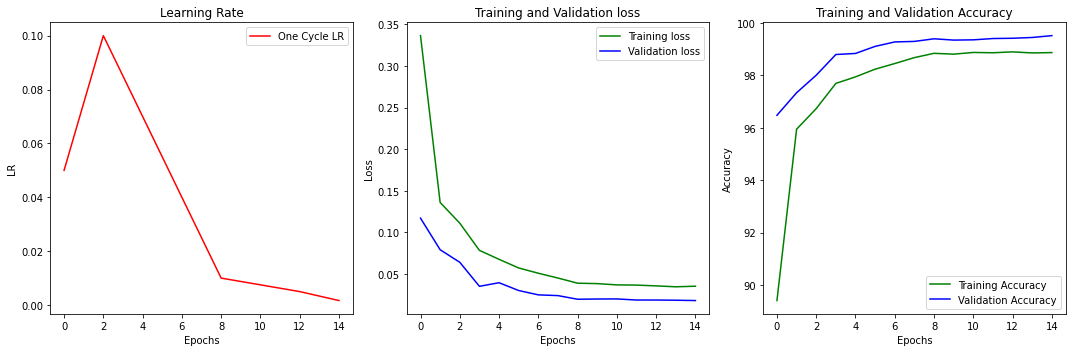 Learning Rate
One Cycle LR
0.10
0.08
0.06
0.04
0.02
0.00
LR
0 2 4 6 8 10 12 14
Epochs
Training and Validation loss
Training loss
Validation loss
0.35
0.30
0.25
0.20
0.15
0.10
0.05
Loss
0 2 4 6 8 10 12 14
Epochs
Training and Validation Accuracy
100
98
96
94
92
90
Accuracy
Training Accuracy
Validation Accuracy
0 2 4 6 8 10 12 14
Epochs